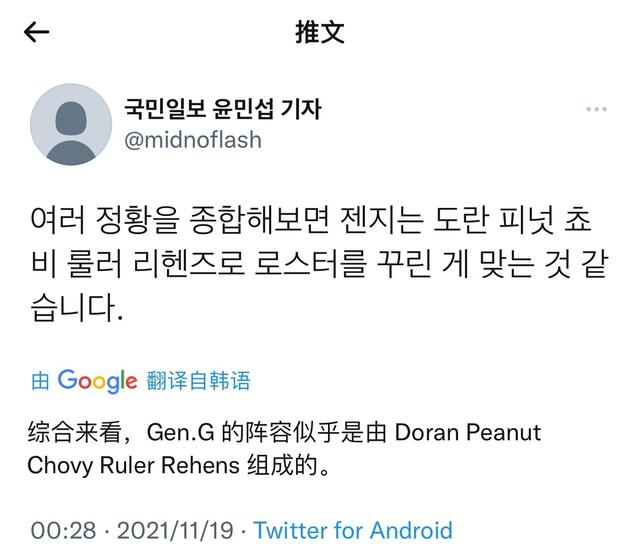 推文
국민일보 윤민섭 기자
@midnoflash
여러 정황을 종합해보면 젠지는 도란 피넛 쵸
비 룰러 리헨즈로 로스터를 꾸린 게 맞는 것 같
습니다.
由 Google 翻译自韩语
综合来看，Gen.G 的阵容似乎是由 Doran Peanut
Chovy Ruler Rehens 组成的。
00:28 · 2021/11/19 · Twitter for Android